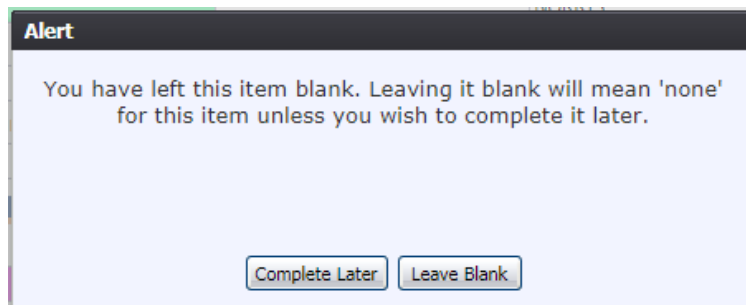 Alert
You have left this item blank. Leaving it blank will mean 'none'
for this item unless you wish to complete it later.
Complete Later Leave Blank